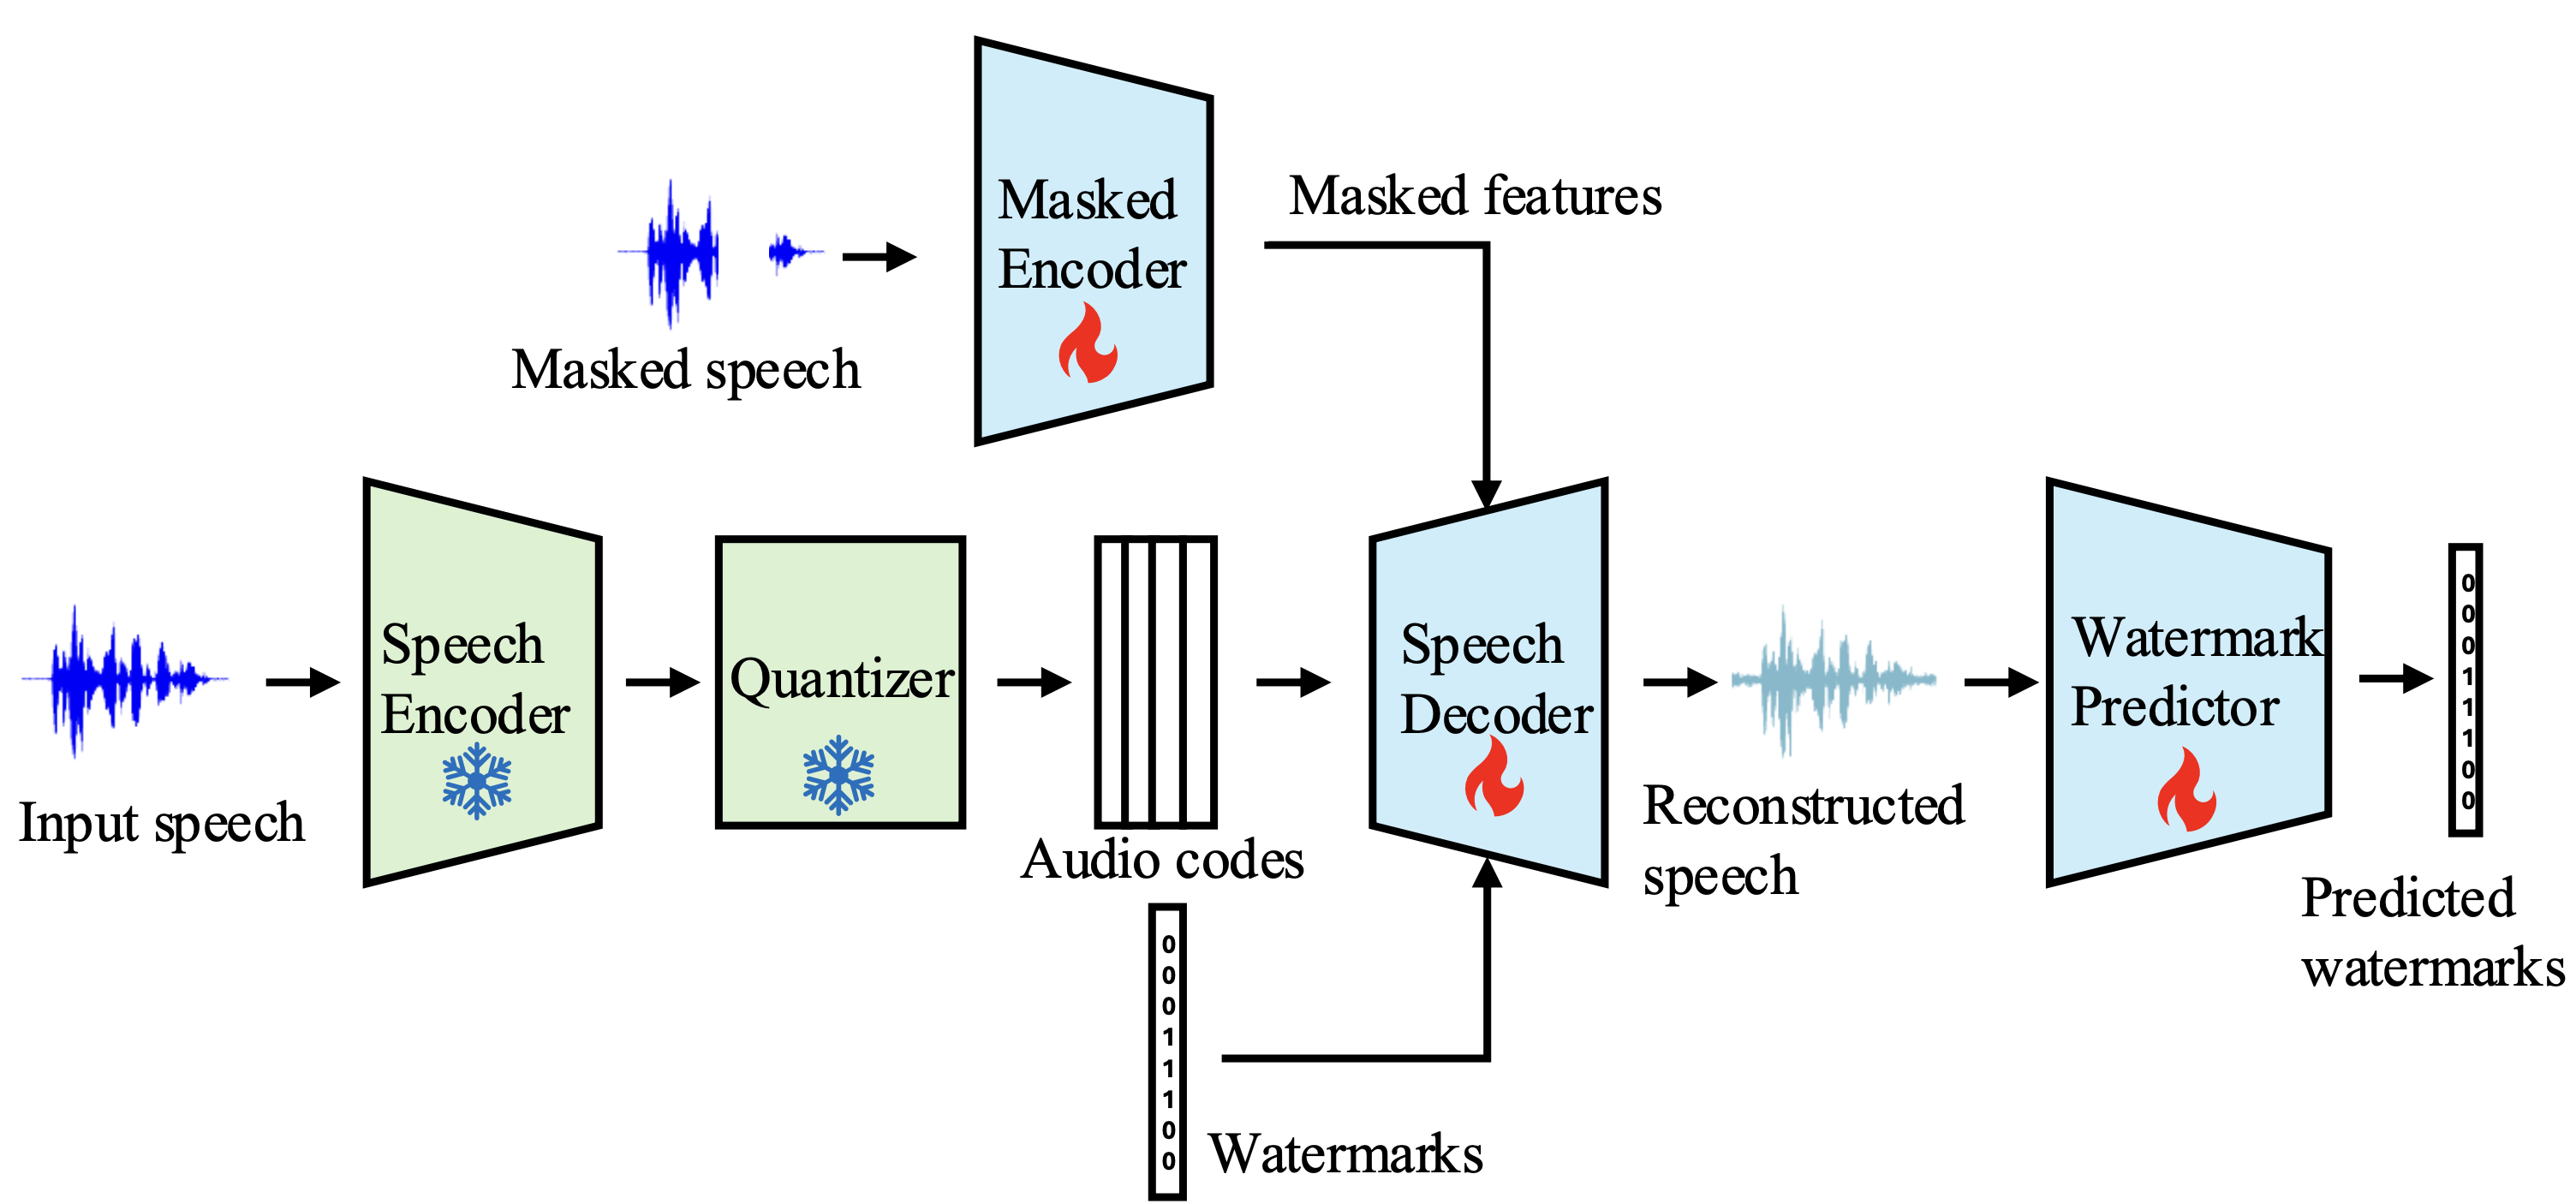 Masked
Encoder
Masked features
Masked speech
Speech
Encoder
Quantizer
Speech
Decoder
Watermark
Predictor
Input speech
Audio codes
Reconstructed
speech
0
0
0
1
1
1
0
0
Predicted
watermarks
0
0
0
1
1
1
0
0
Watermarks